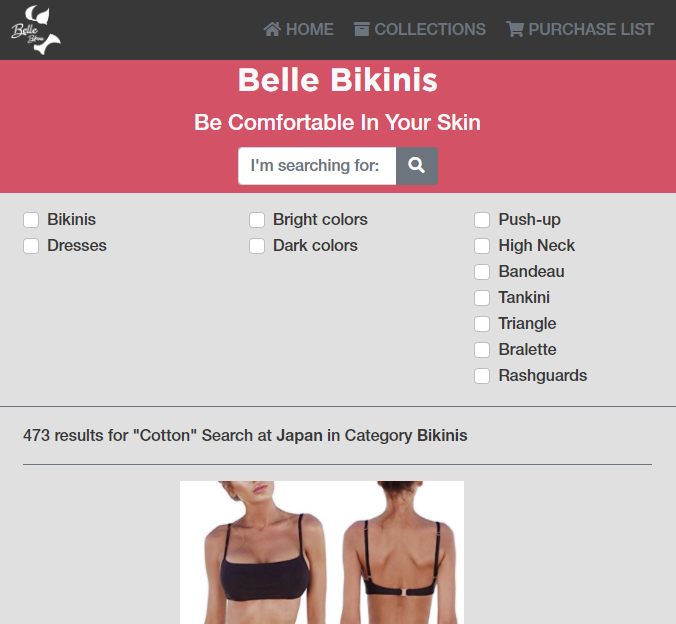 Belle
Bikinis
HOME COLLECTIONS PURCHASE LIST
Belle Bikinis
Be Comfortable In Your Skin
I'm searching for:
Bikinis
Dresses
Bright colors
Dark colors
Push-up
High Neck
Bandeau
Tankini
Triangle
Bralette
Rashguards
473 results for "Cotton" Search at Japan in Category Bikinis